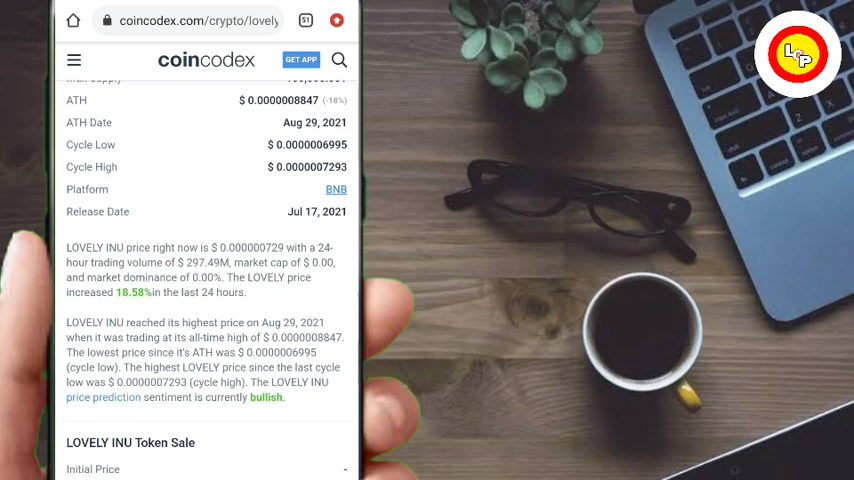 coincodex.com/crypto/lovely
51
coincodex
GET APP
ATH $ 0.0000008847 (-18%)
ATH Date Aug 29, 2021
Cycle Low $ 0.0000006995
Cycle High $ 0.0000007293
Platform BNB
Release Date Jul 17, 2021
LOVELY INU price right now is $ 0.000000729 with a 24-
hour trading volume of $ 297.49M, market cap of $ 0.00,
and market dominance of 0.00%. The LOVELY price
increased 18.58%in the last 24 hours.
LOVELY INU reached its highest price on Aug 29, 2021
when it was trading at its all-time high of $ 0.0000008847.
The lowest price since it's ATH was $ 0.0000006995
(cycle low). The highest LOVELY price since the last cycle
low was $ 0.0000007293 (cycle high). The LOVELY INU
price prediction sentiment is currently bullish.
LOVELY INU Token Sale
Initial Price -
LCP